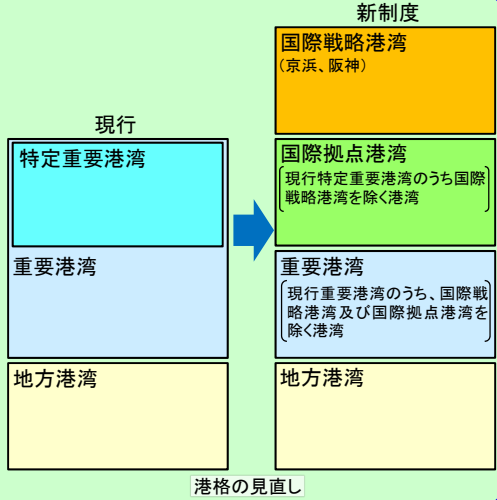 現行
特定重要港湾
重要港湾
地方港湾
新制度
国際戦略港湾
（京浜、阪神）
国際拠点港湾
現行特定重要港湾のうち国際
戦略港湾を除く港湾
重要港湾
現行重要港湾のうち、国際戦
略港湾及び国際拠点港湾を
除く港湾
地方港湾
港格の見直し